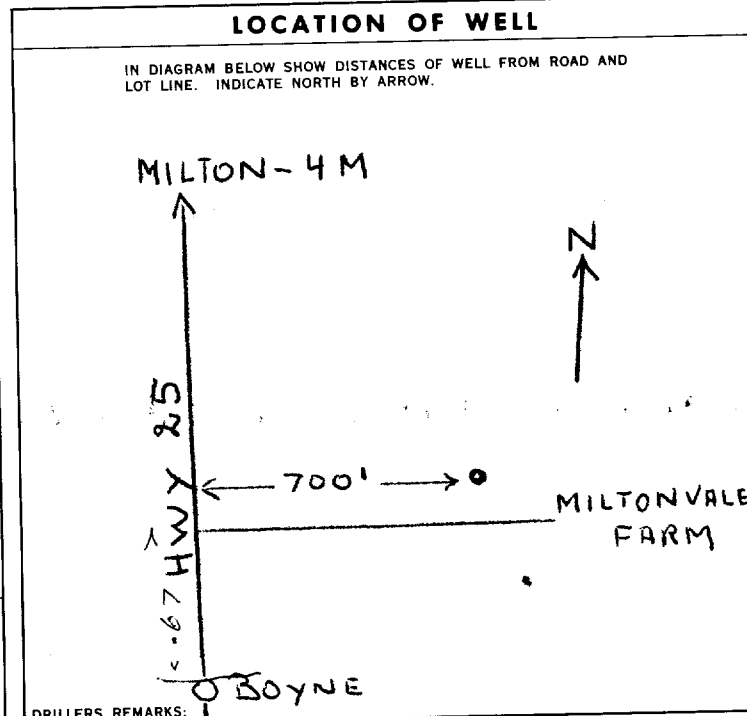 LOCATION OF WELL
IN DIAGRAM BELOW SHOW DISTANCES OF WELL FROM ROAD AND
LOT LINE. INDICATE NORTH BY ARROW.
MILTON - 4 M
N
HWY 25
700'
MILTONVALE
FARM
.67
BOYNE
DRILLERS REMARKS: